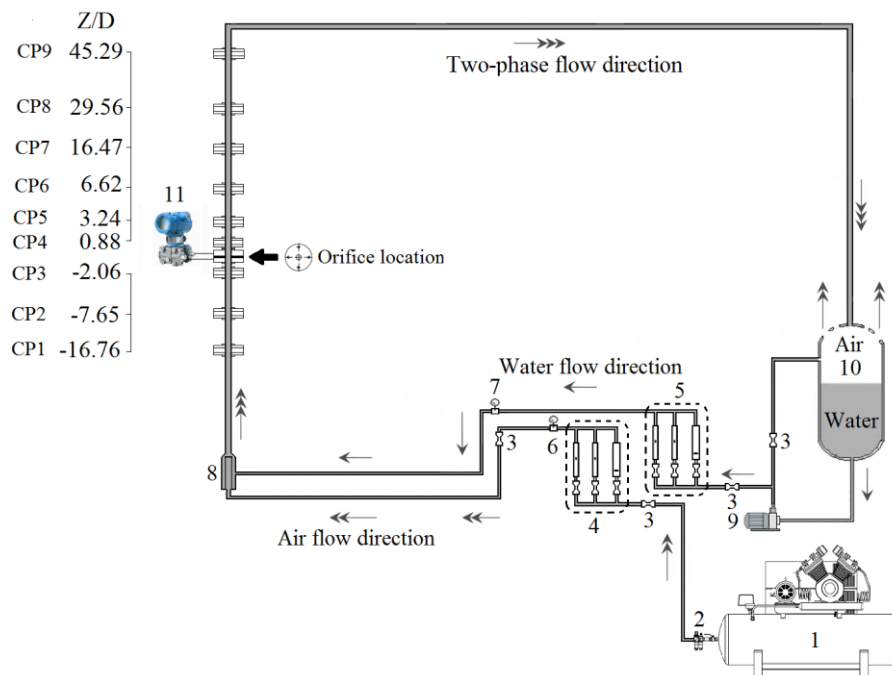 Z/D
CP9 45.29
CP8 29.56
CP7 16.47
CP6 6.62
CP5 3.24
CP4 0.88
CP3 -2.06
CP2 -7.65
CP1 -16.76
11
Two-phase flow direction
Orifice location
Water flow direction
Air
10
Water
7
5
3
6
3
8
4
3
3
9
Air flow direction
2
1